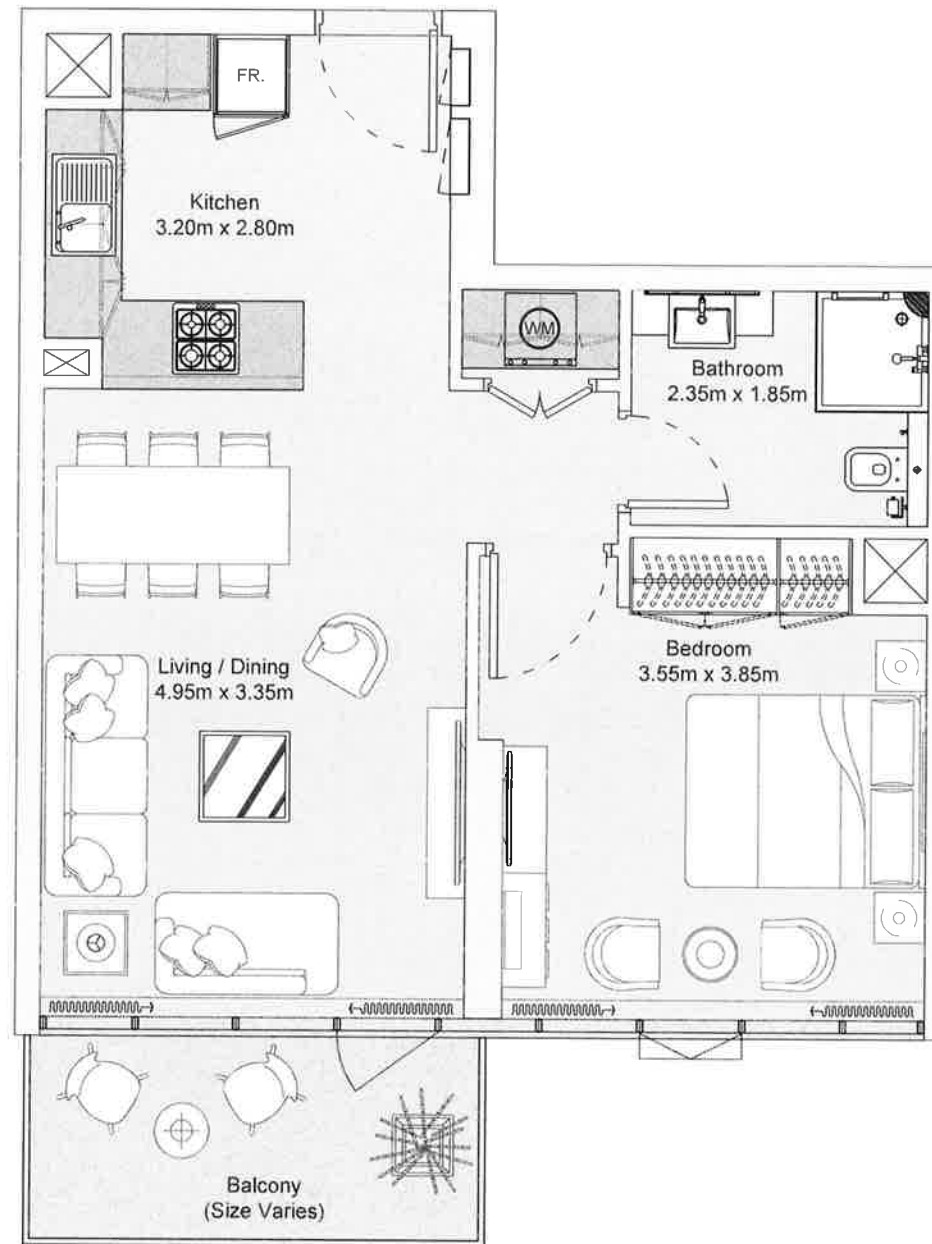 FR.
Kitchen
3.20m x 2.80m
WM
Bathroom
2.35m x 1.85m
Living / Dining
4.95m x 3.35m
Bedroom
3.55m x 3.85m
Balcony
(Size Varies)